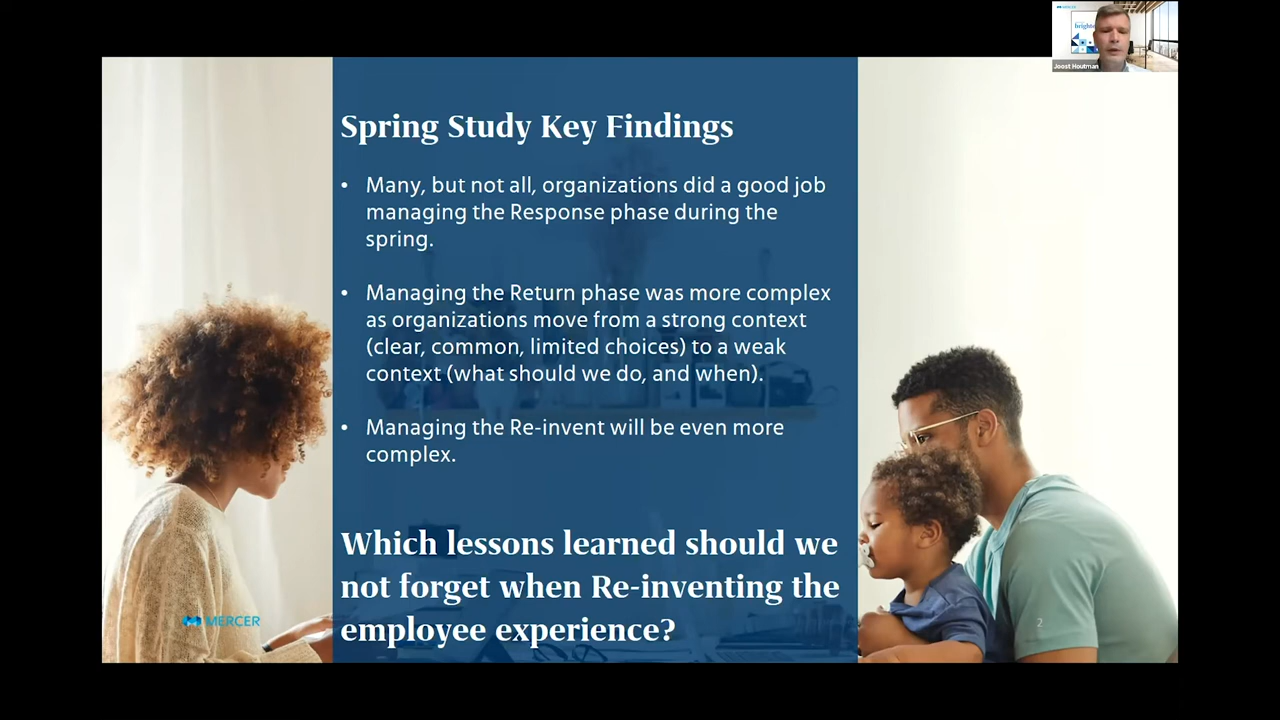 MERCER
brighte
Joost Houtman
Spring Study Key Findings
• Many, but not all, organizations did a good job
managing the Response phase during the
spring.
• Managing the Return phase was more complex
as organizations move from a strong context
(clear, common, limited choices) to a weak
context (what should we do, and when).
• Managing the Re-invent will be even more
complex.
Which lessons learned should we
not forget when Re-inventing the
employee experience?
MERCER
2